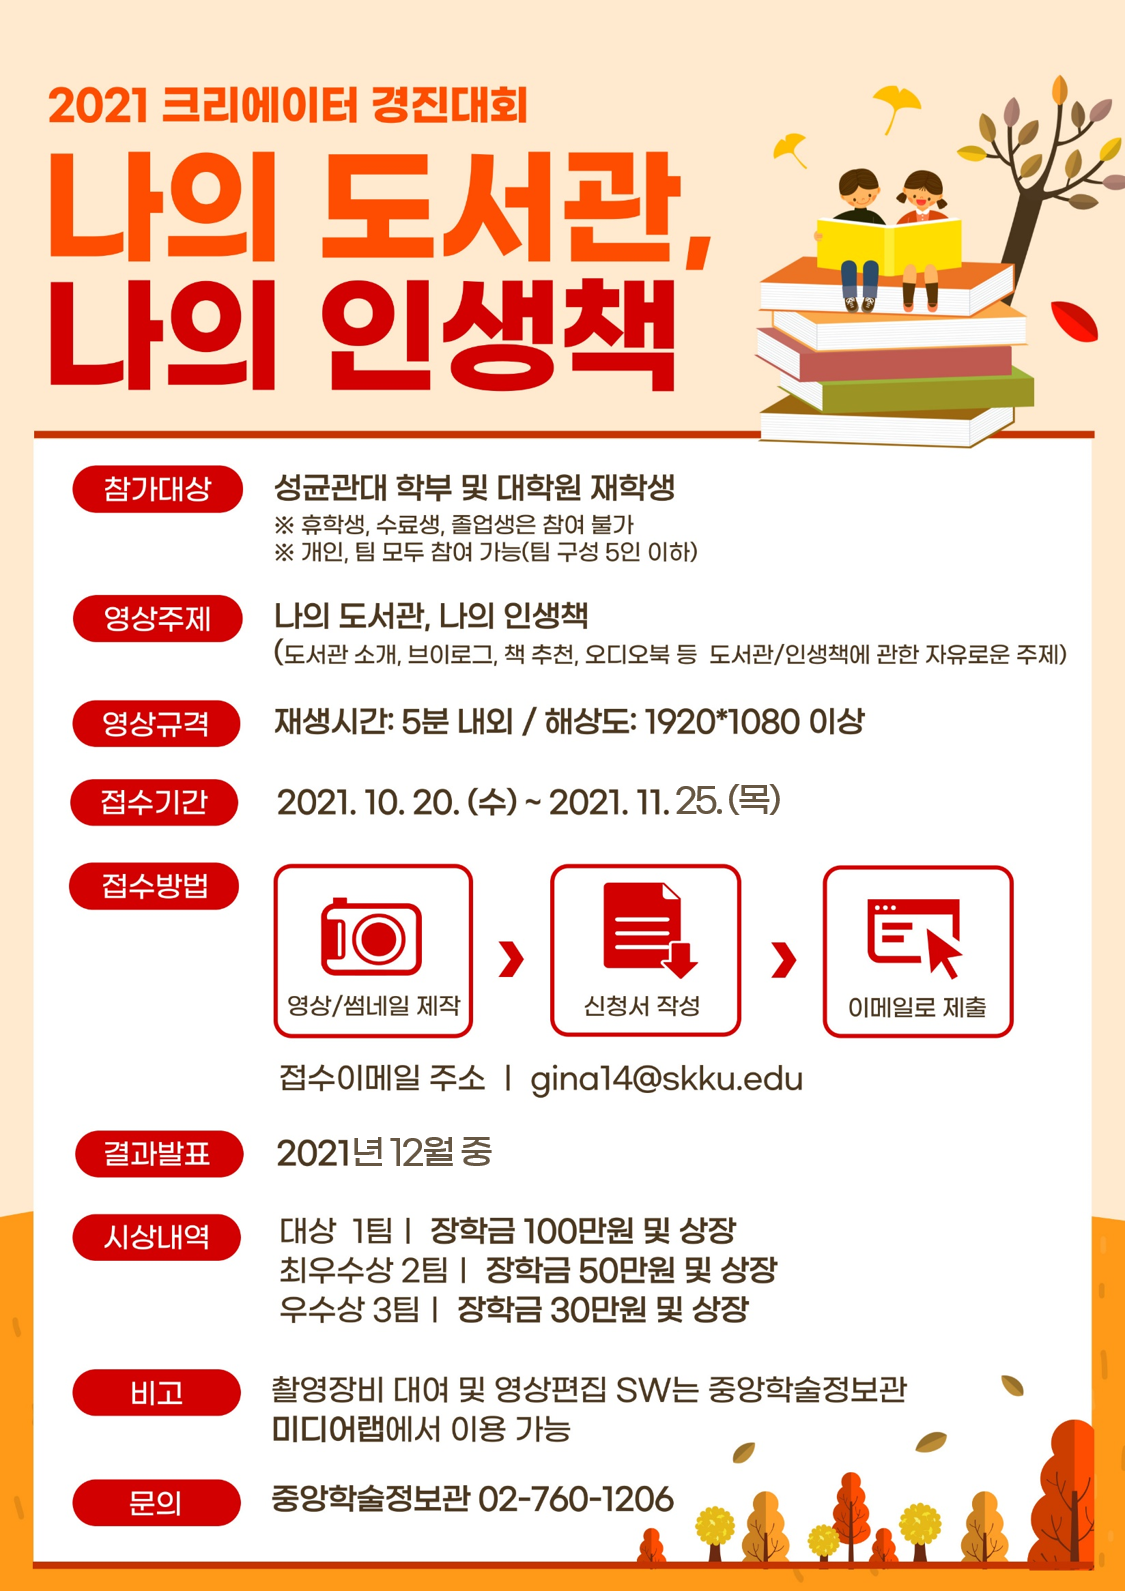 2021 크리에이터 경진대회
나의 도서관,
나의 인생책
참가대상
성균관대 학부 및 대학원 재학생
※ 휴학생, 수료생, 졸업생은 참여 불가
※ 개인, 팀 모두 참여 가능(팀 구성 5인 이하)
영상주제
나의 도서관, 나의 인생책
(도서관 소개, 브이로그, 책 추천, 오디오북 등 도서관/인생책에 관한 자유로운 주제)
영상규격
재생시간: 5분 내외 / 해상도: 1920*1080 이상
접수기간
2021. 10. 20. (수) ~ 2021. 11. 25. (목)
접수방법
영상/썸네일 제작
신청서 작성
이메일로 제출
접수이메일 주소 ㅣ gina14@skku.edu
결과발표
2021년 12월 중
시상내역
대상 1팀ㅣ 장학금 100만원 및 상장
최우수상 2팀ㅣ 장학금 50만원 및 상장
우수상 3팀ㅣ 장학금 30만원 및 상장
비고
촬영장비 대여 및 영상편집 SW는 중앙학술정보관
미디어랩에서 이용 가능
문의
중앙학술정보관 02-760-1206